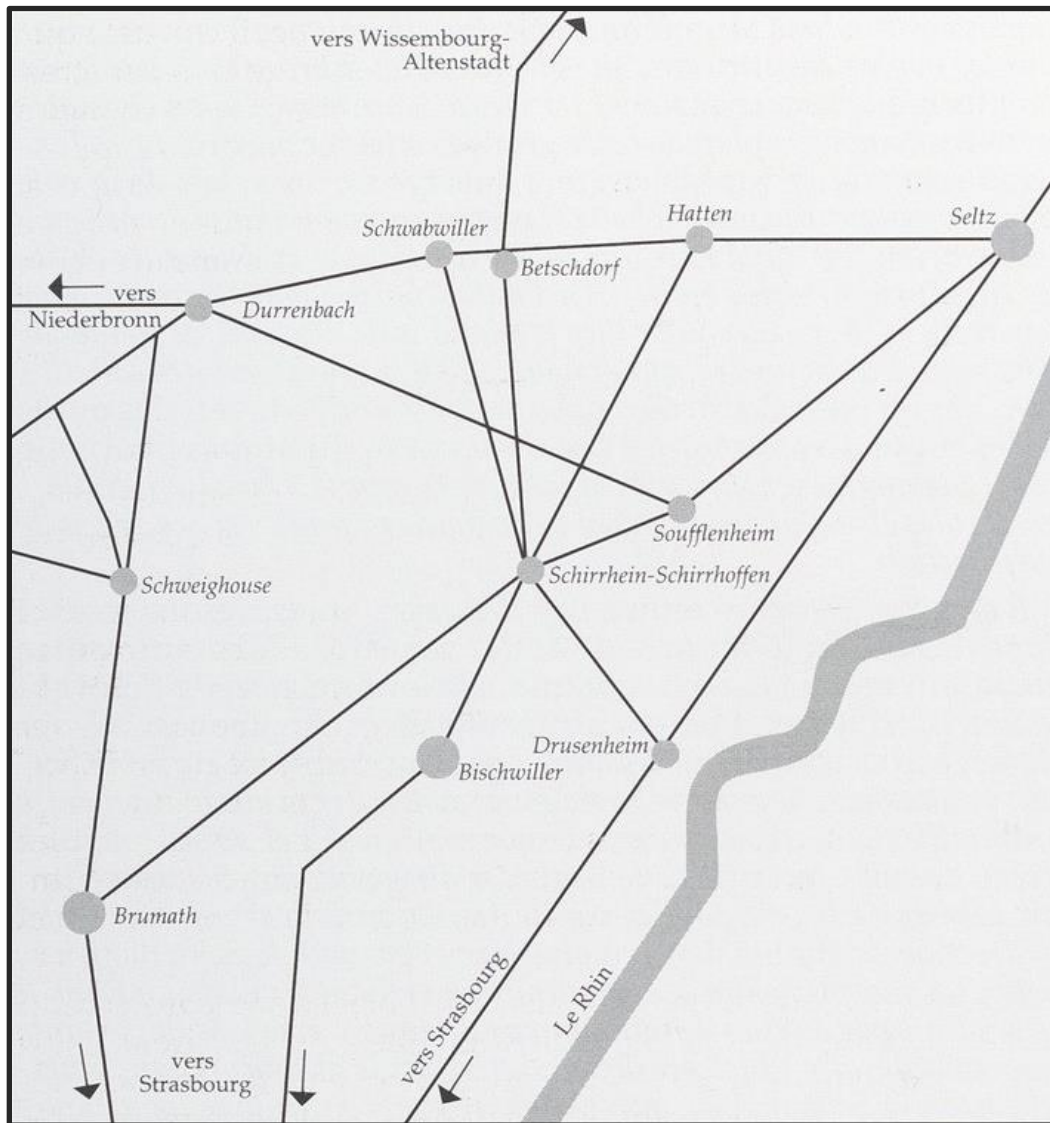 vers Wissembourg-
Altenstadt
Hatten
Seltz
Schwabwiller
Betschdorf
vers
Niederbronn
Durrenbach
Soufflenheim
Schirrhein-Schirrhoffen
Schweighouse
Drusenheim
Bischwiller
Brumath
Le Rhin
vers Strasbourg
vers
Strasbourg